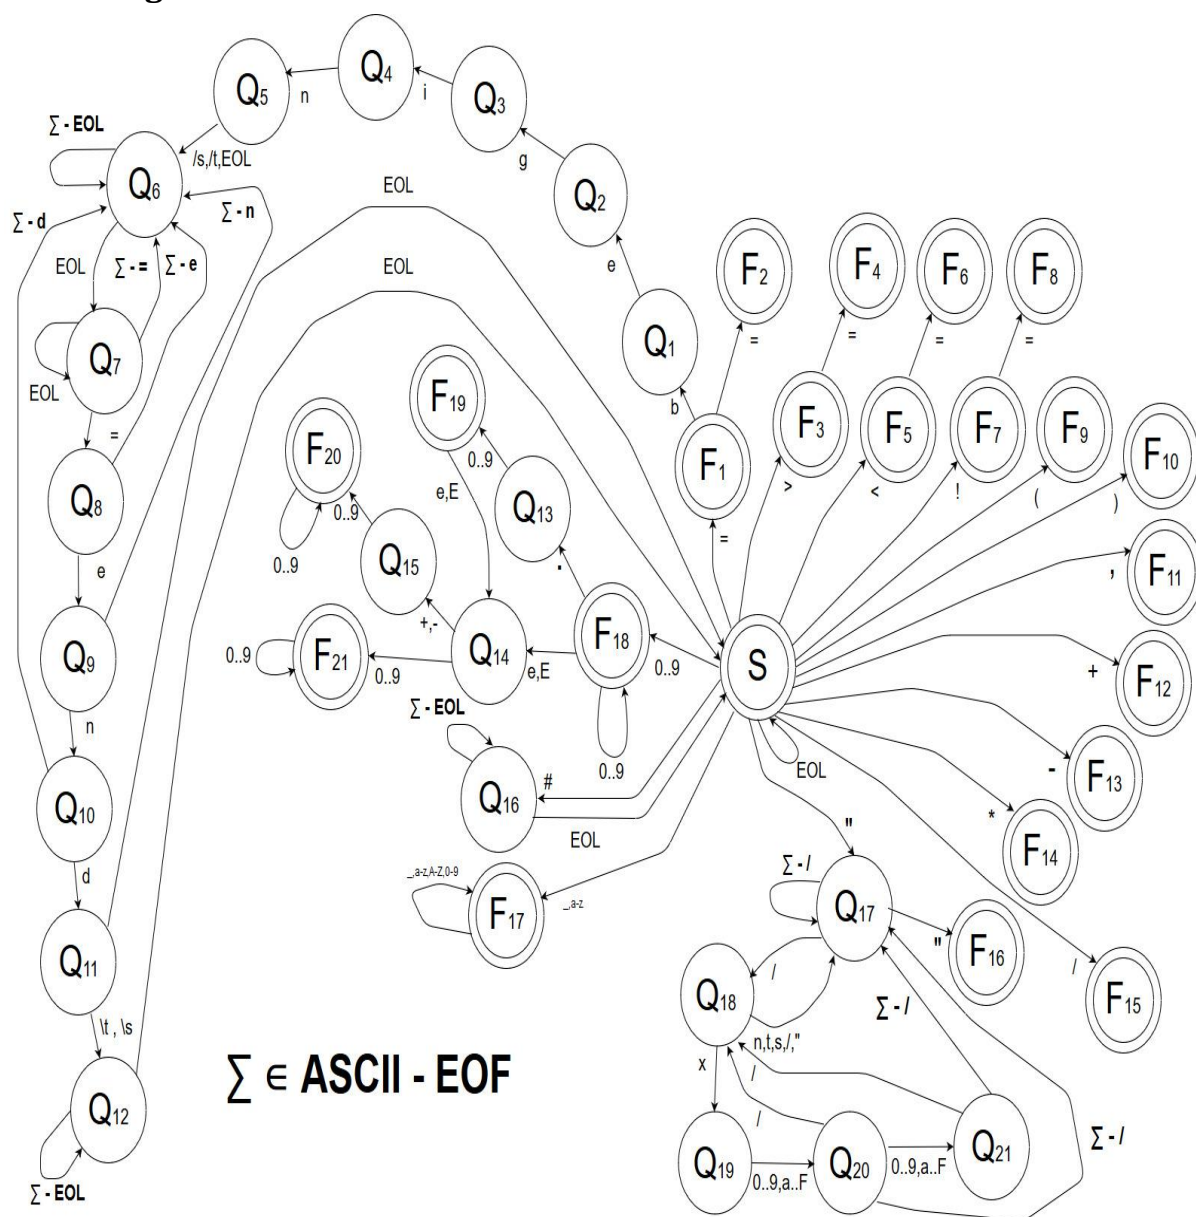 g
Q4
Q5
n
i
Q3
∑ - EOL
/s,/t,EOL
g
Q6
EOL
Q2
∑ - d
∑ - n
EOL
∑ - =
∑ - e
EOL
e
F2
F4
F6
F8
Q7
EOL
Q1
=
=
=
=
b
F19
F20
=
0..9
F1
F3
F5
F7
F9
F10
Q8
e,E
Q13
>
<
!
(
)
0..9
e
0..9
Q15
.
=
,
F11
+,-
Q9
0..9
F21
0..9
Q14
e,E
F18
0..9
S
+
F12
n
∑ - EOL
0..9
EOL
-
F13
Q10
Q16
#
EOL
*
F14
"
d
_,a-z,A-Z,0-9
F17
_,a-z
∑ - /
Q17
"
F16
/
F15
Q11
/
Q18
∑ - /
\t , \s
n,t,s,/,"
x
/
∑ ∈ ASCII - EOF
Q12
/
∑ - /
Q19
0..9,a..F
Q20
0..9,a..F
Q21
∑ - EOL